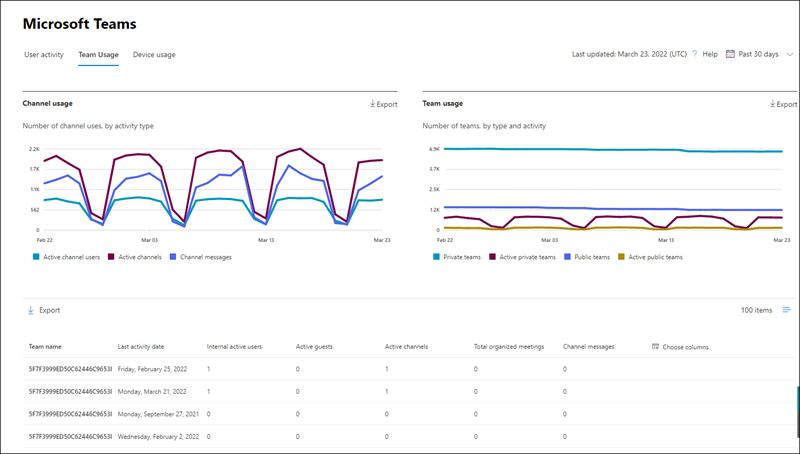 Microsoft Teams
User activity Team Usage Device usage Last updated: March 23, 2022 (UTC) ? Help Past 30 days
Channel usage Export
Number of channel uses, by activity type
2.2K
1.7K
1.1K
562
0
Feb 22 Mar 03 Mar 13 Mar 23
Active channel users Active channels Channel messages
Team usage Export
Number of teams, by type and activity
4.9K
3.7K
2.5K
1.2K
0
Feb 22 Mar 03 Mar 13 Mar 23
Private teams Active private teams Public teams Active public teams
Export 100 items
Team name Last activity date Internal active users Active guests Active channels Total organized meetings Channel messages Choose columns
5F7F3999ED50C62446C9653I Friday, February 25, 2022 1 0 1 0 0
5F7F3999ED50C62446C9653I Monday, March 21, 2022 1 0 1 0 0
5F7F3999ED50C62446C9653I Monday, September 27, 2021 0 0 0 0 0
5F7F3999ED50C62446C9653I Wednesday, February 2, 2022 0 0 0 0 0